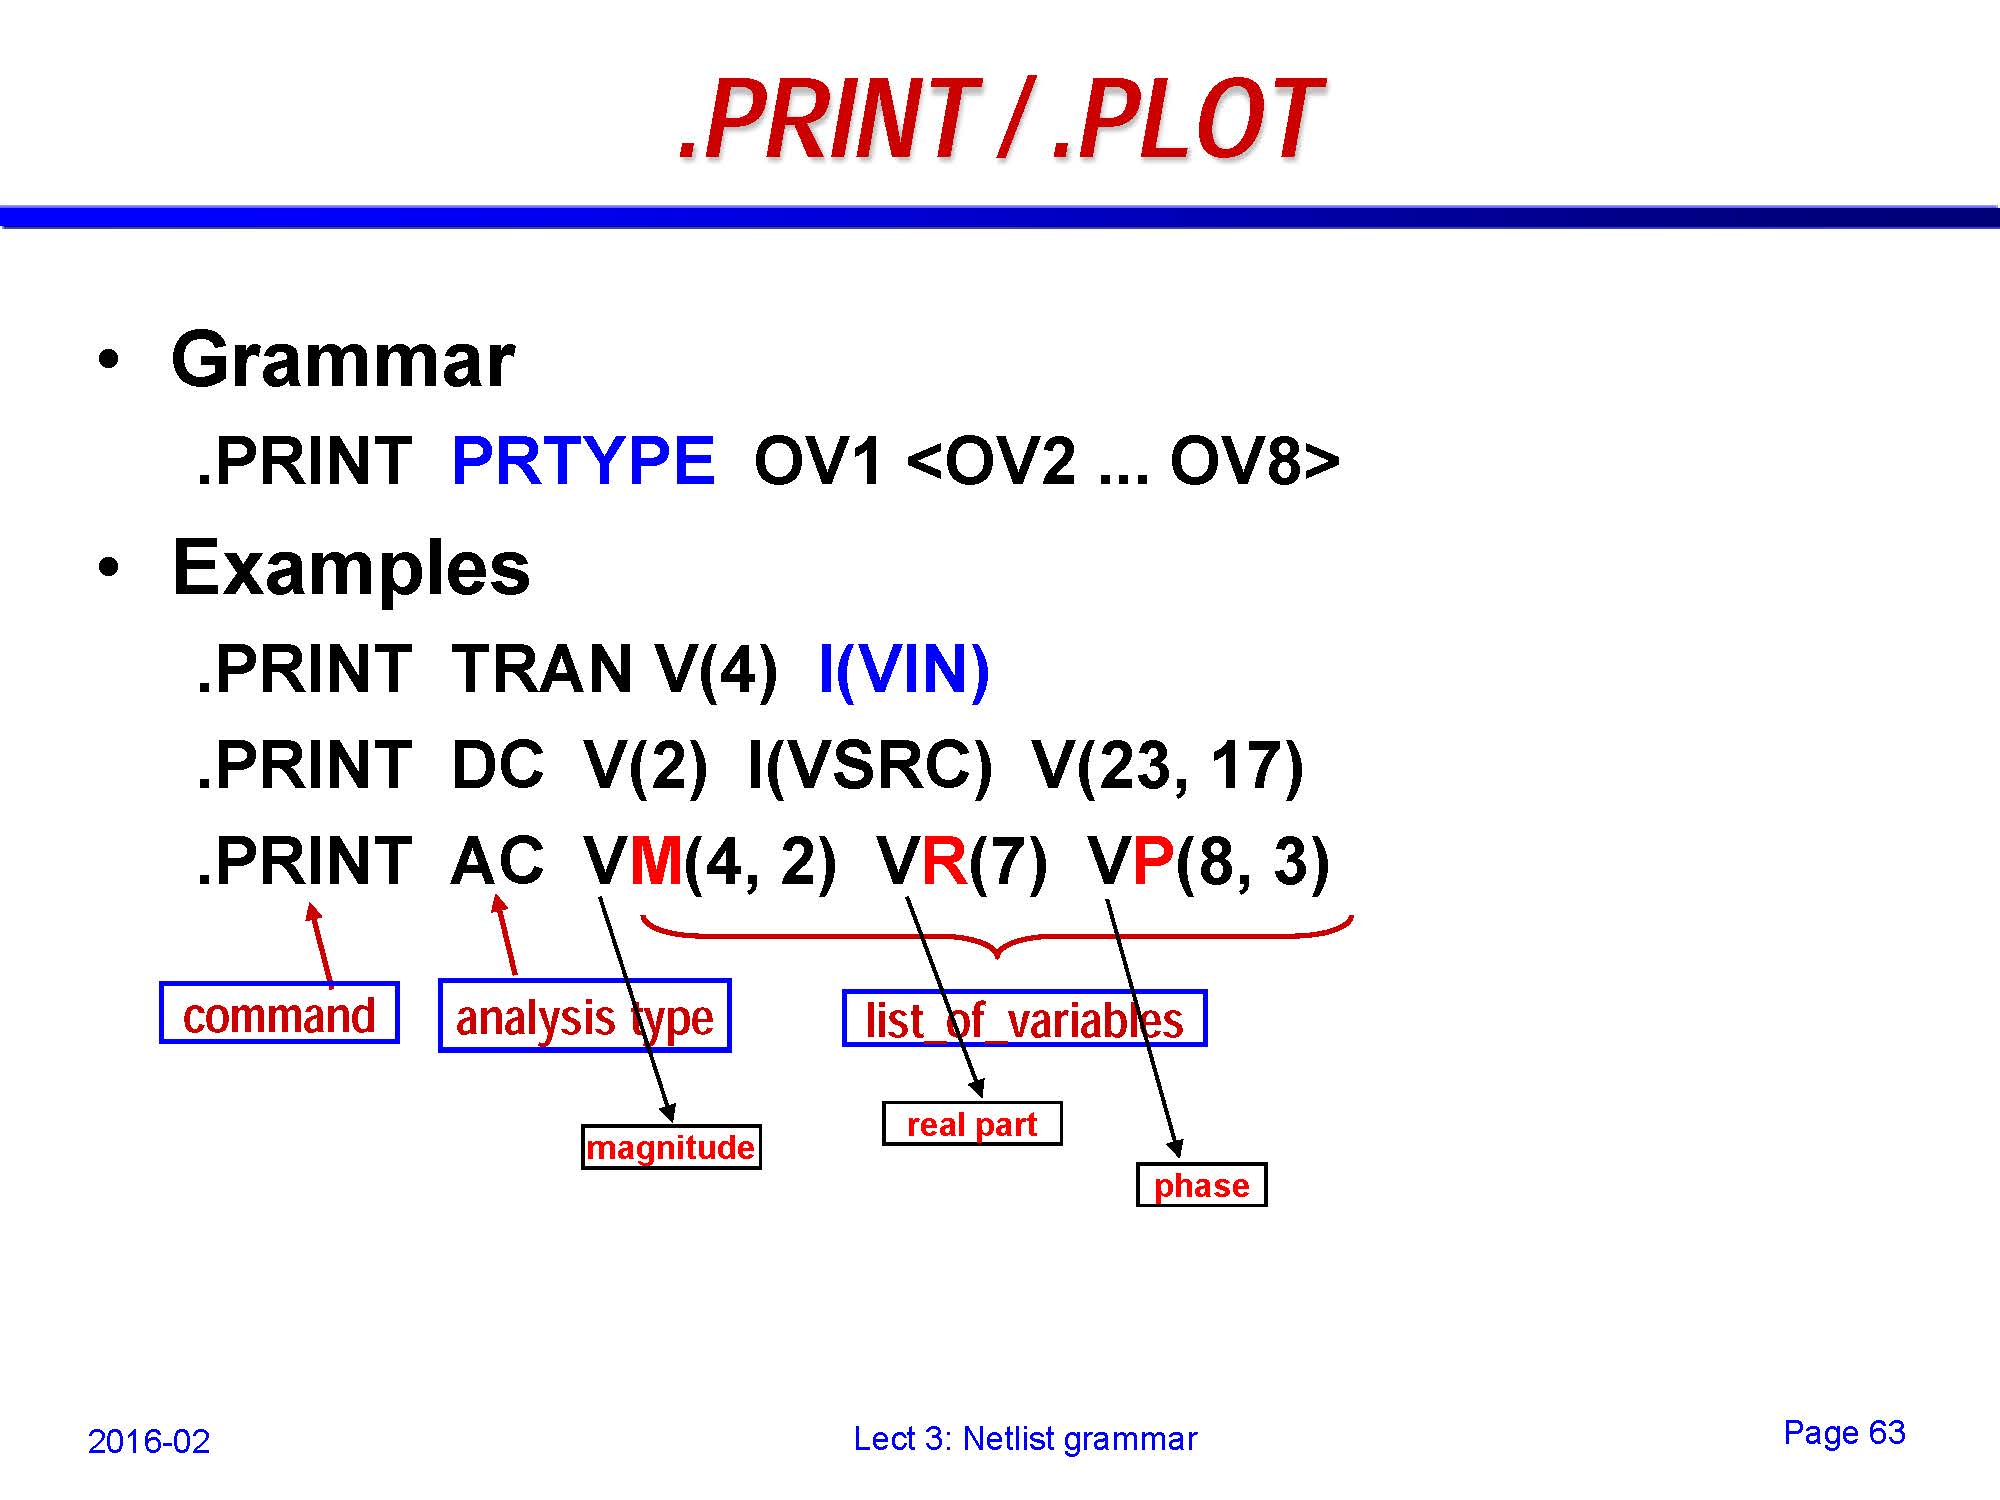 .PRINT / .PLOT
• Grammar
.PRINT PRTYPE OV1 <OV2 ... OV8>
• Examples
.PRINT TRAN V(4) I(VIN)
.PRINT DC V(2) I(VSRC) V(23, 17)
.PRINT AC VM(4, 2) VR(7) VP(8, 3)
command analysis type list_of_variables
magnitude real part phase
2016-02 Lect 3: Netlist grammar Page 63